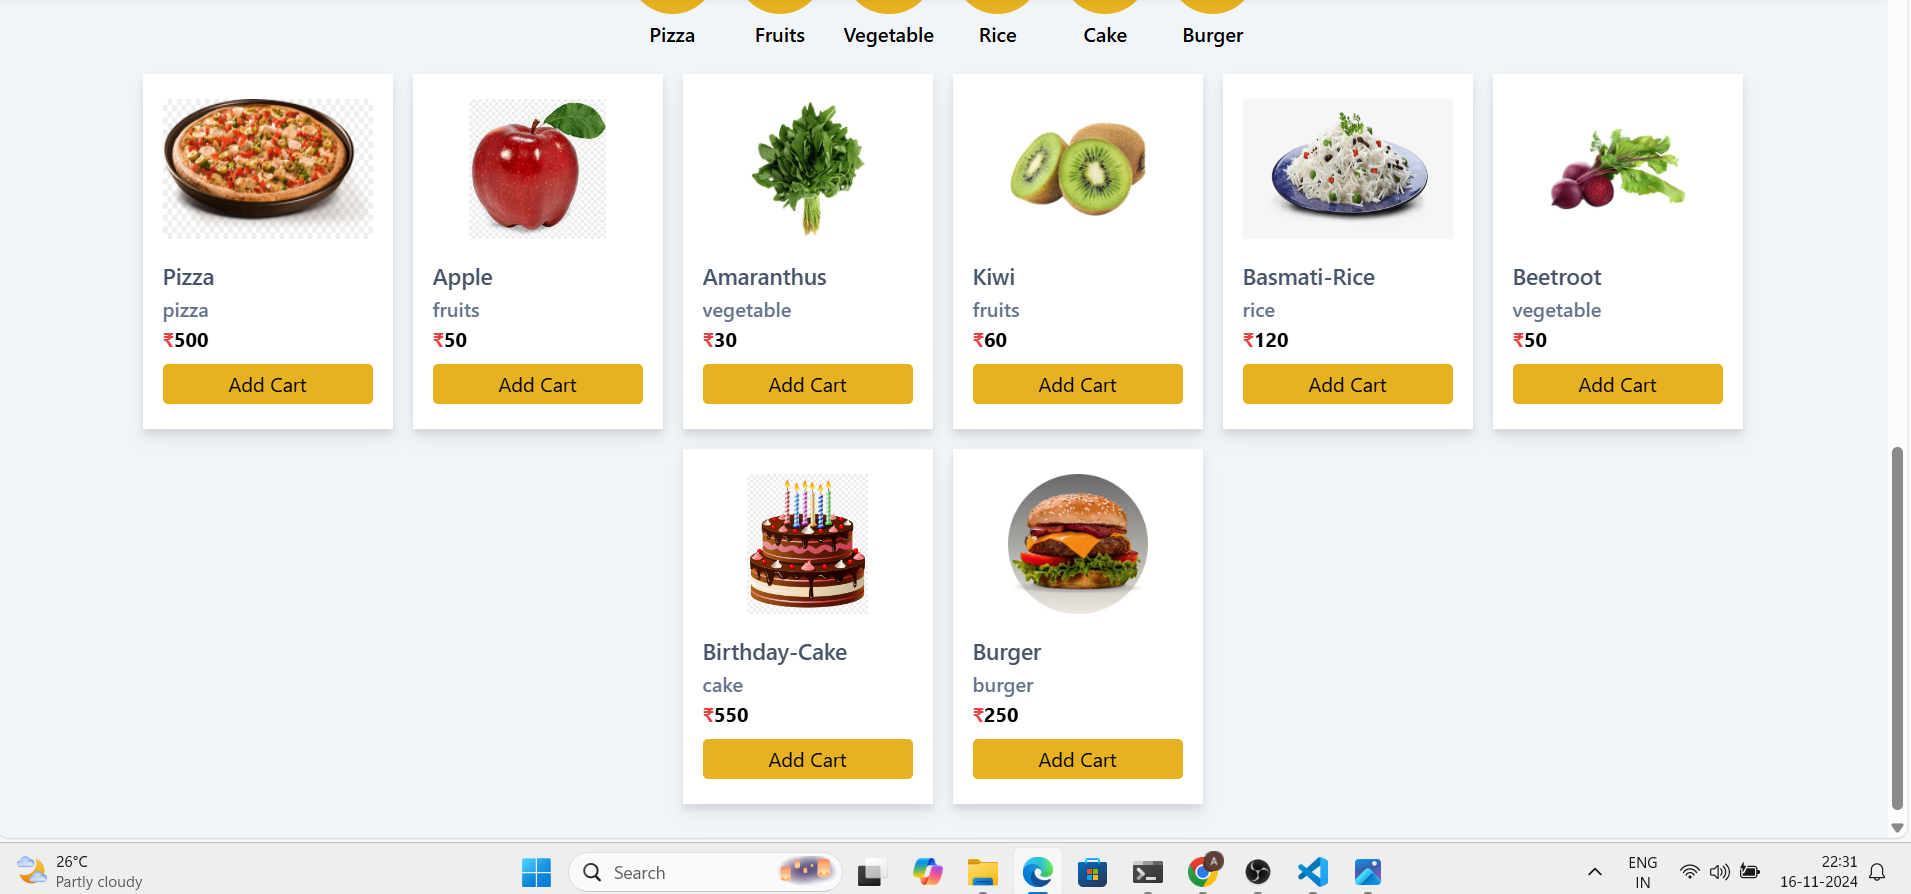 Pizza Fruits Vegetable Rice Cake Burger
Pizza
pizza
₹500
Add Cart
Apple
fruits
₹50
Add Cart
Amaranthus
vegetable
₹30
Add Cart
Kiwi
fruits
₹60
Add Cart
Basmati-Rice
rice
₹120
Add Cart
Beetroot
vegetable
₹50
Add Cart
Birthday-Cake
cake
₹550
Add Cart
Burger
burger
₹250
Add Cart
26°C
Partly cloudy
Search
A
ENG
IN
22:31
16-11-2024